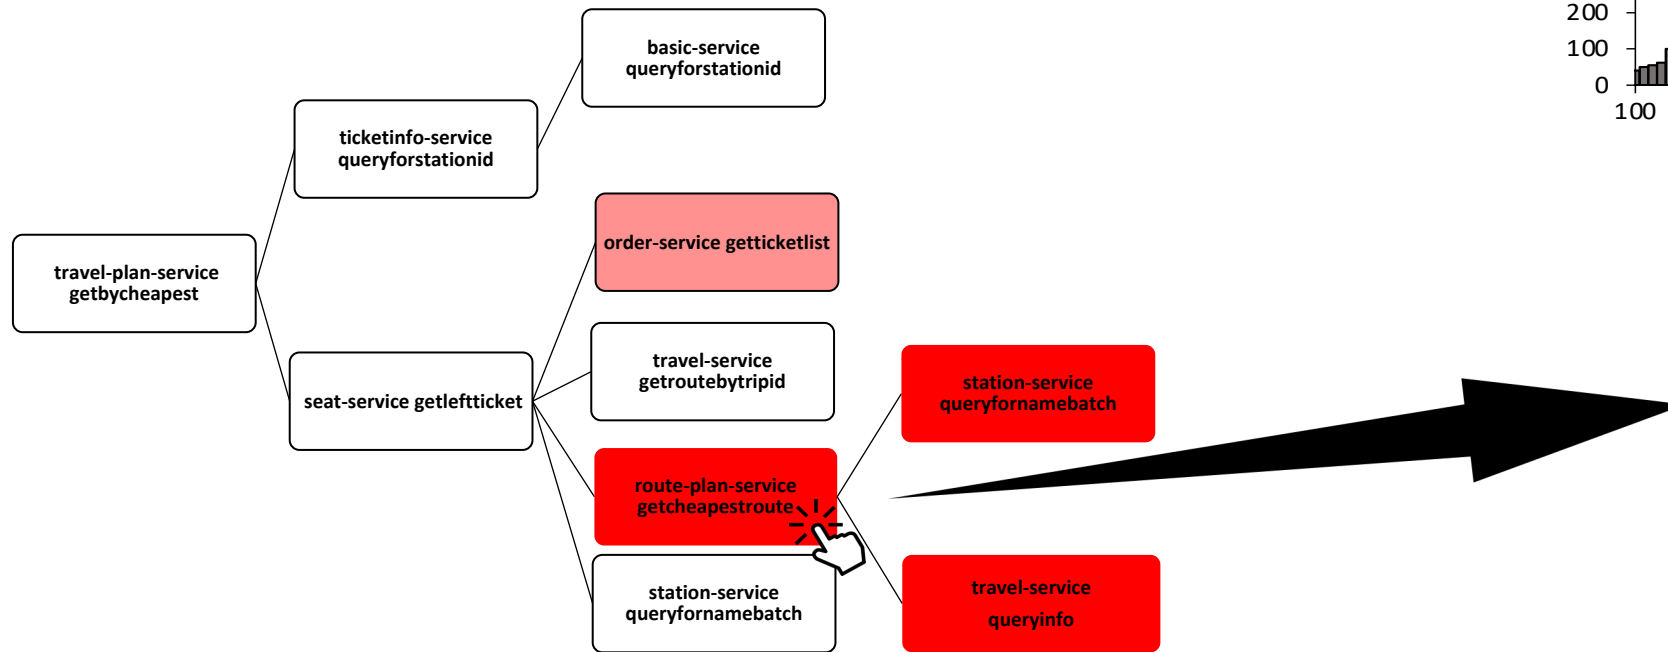 200
100
0
100
basic-service
queryforstationid
ticketinfo-service
queryforstationid
order-service getticketlist
travel-plan-service
getbycheapest
travel-service
getroutebytripid
seat-service getleftticket
station-service
queryfornamebatch
route-plan-service
getcheapestroute
station-service
queryfornamebatch
travel-service
queryinfo